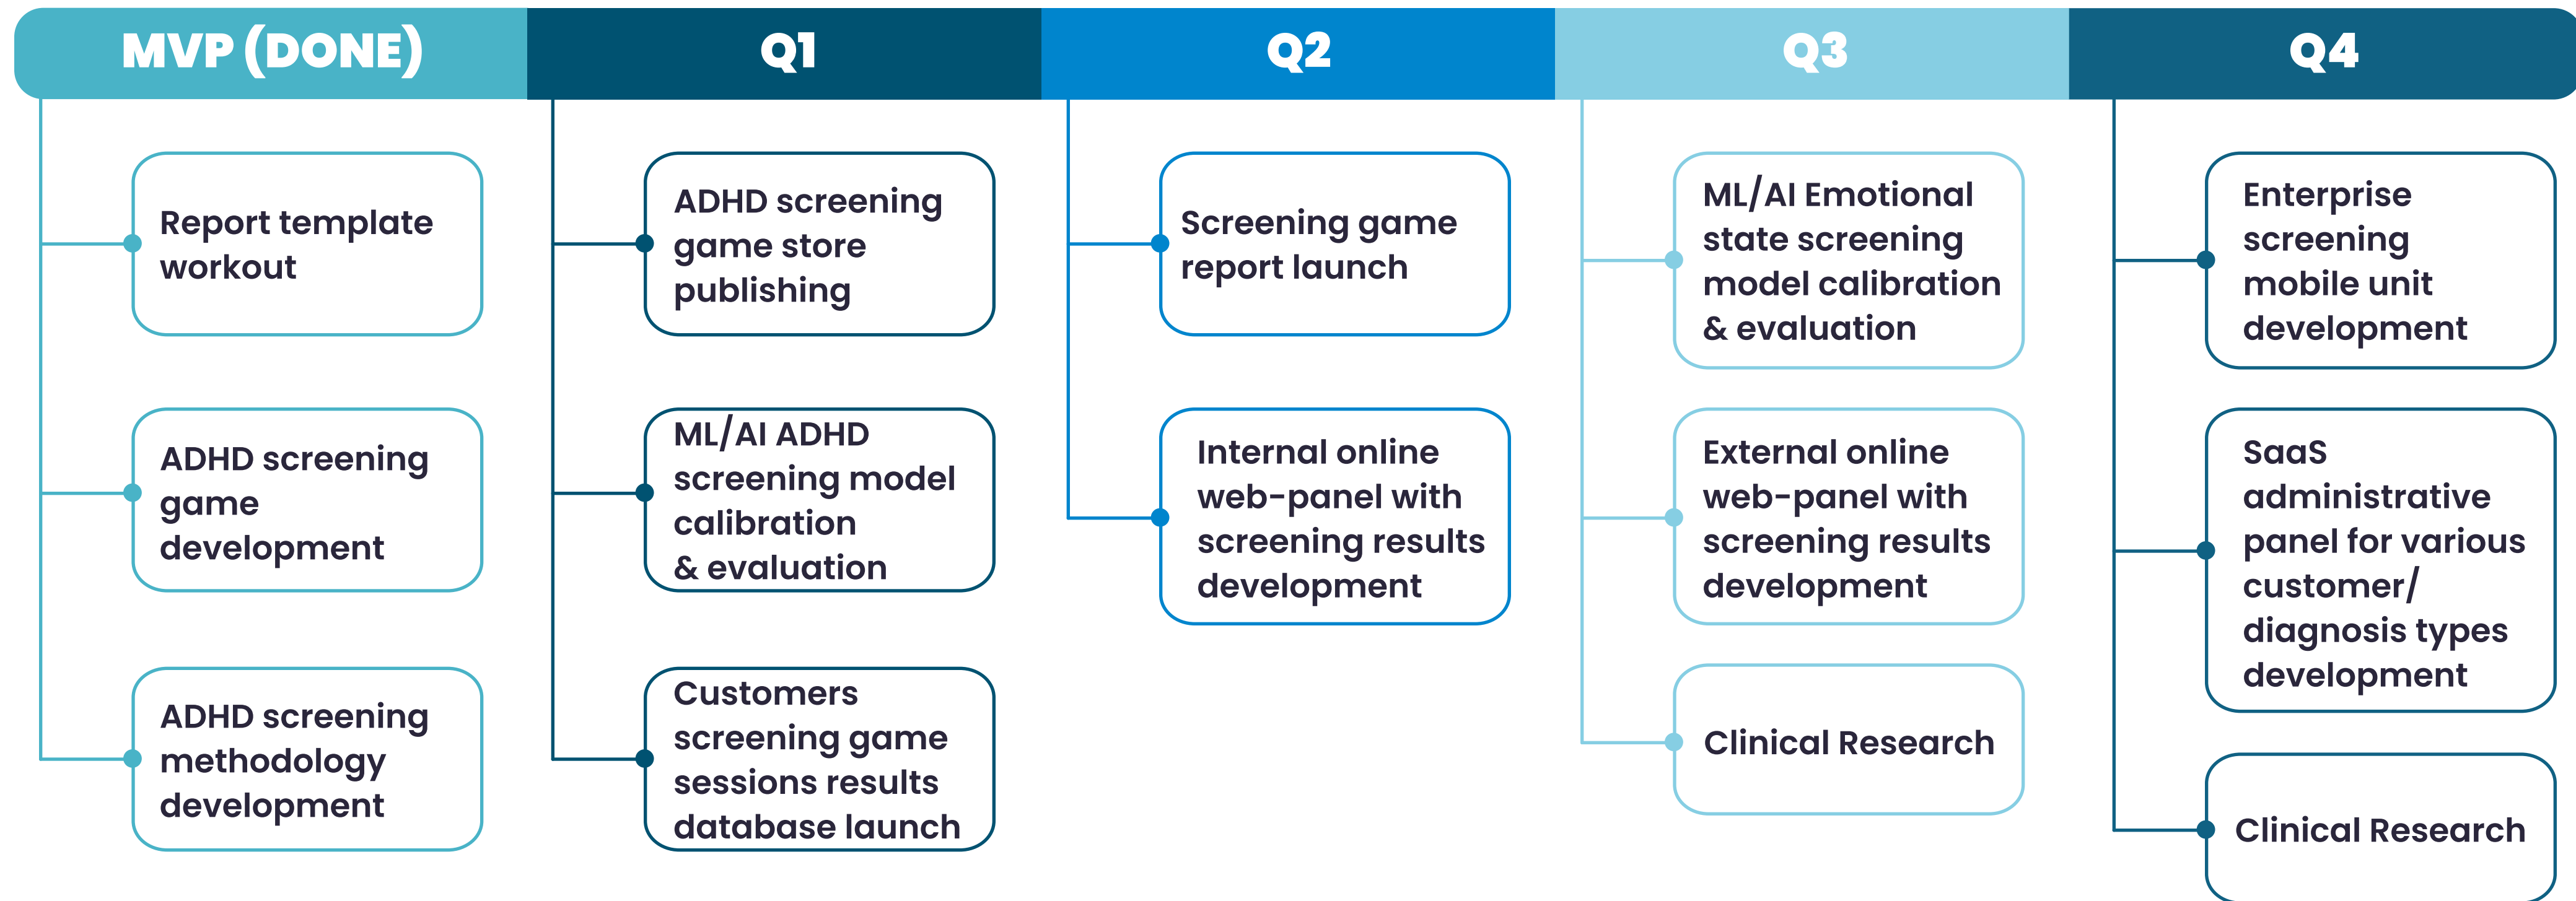 MVP (DONE)
Report template
workout
ADHD screening
game
development
ADHD screening
methodology
development
Q1
ADHD screening
game store
publishing
ML/AI ADHD
screening model
calibration
& evaluation
Customers
screening game
sessions results
database launch
Q2
Screening game
report launch
Internal online
web-panel with
screening results
development
Q3
ML/AI Emotional
state screening
model calibration
& evaluation
External online
web-panel with
screening results
development
Clinical Research
Q4
Enterprise
screening
mobile unit
development
SaaS
administrative
panel for various
customer/
diagnosis types
development
Clinical Research